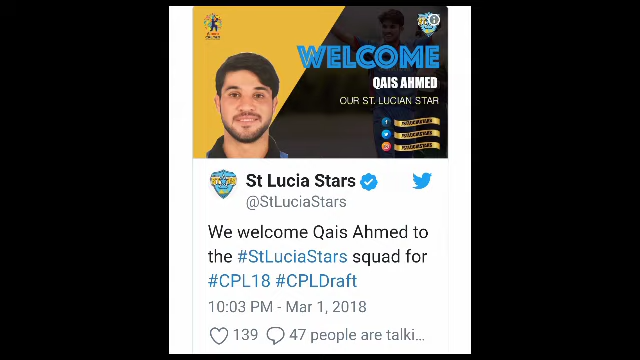 WELCOME
QAIS AHMED
OUR ST. LUCIAN STAR
St Lucia Stars
@StLuciaStars
We welcome Qais Ahmed to
the #StLuciaStars squad for
#CPL18 #CPLDraft
10:03 PM - Mar 1, 2018
139 47 people are talki...